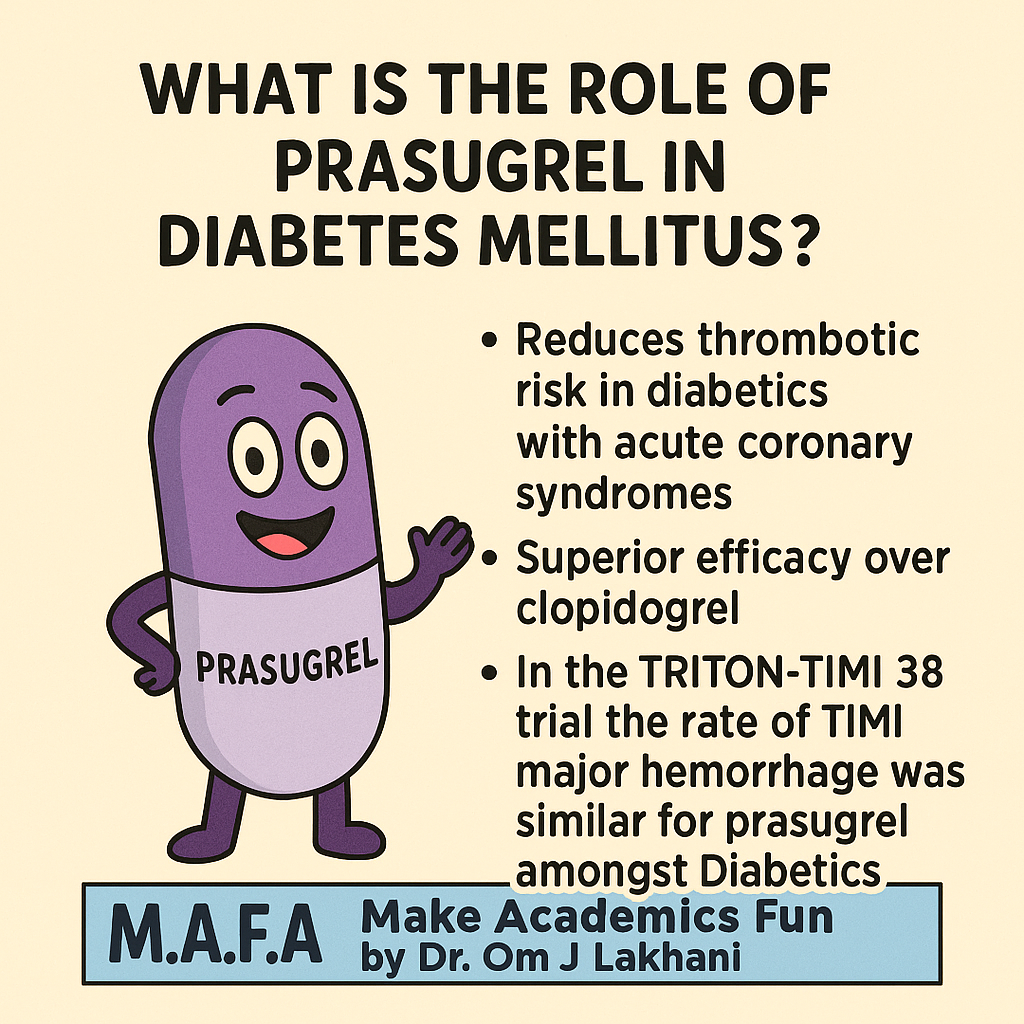 WHAT IS THE ROLE OF
PRASUGREL IN
DIABETES MELLITUS?
• Reduces thrombotic
risk in diabetics
with acute coronary
syndromes
• Superior efficacy over
clopidogrel
• In the TRITON-TIMI 38
trial the rate of TIMI
major hemorrhage was
similar for prasugrel
amongst Diabetics
PRASUGREL
M.A.F.A
Make Academics Fun
by Dr. Om J Lakhani